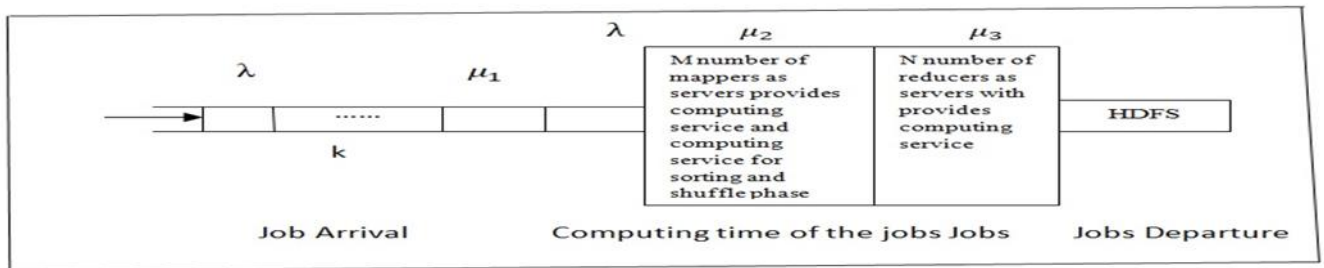 λ
μ₁
......
k
λ
μ₂
μ₃
M number of
mappers as
servers provides
computing
service and
computing
service for
sorting and
shuffle phase
N number of
reducers as
servers with
provides
computing
service
HDFS
Job Arrival
Computing time of the jobs Jobs
Jobs Departure